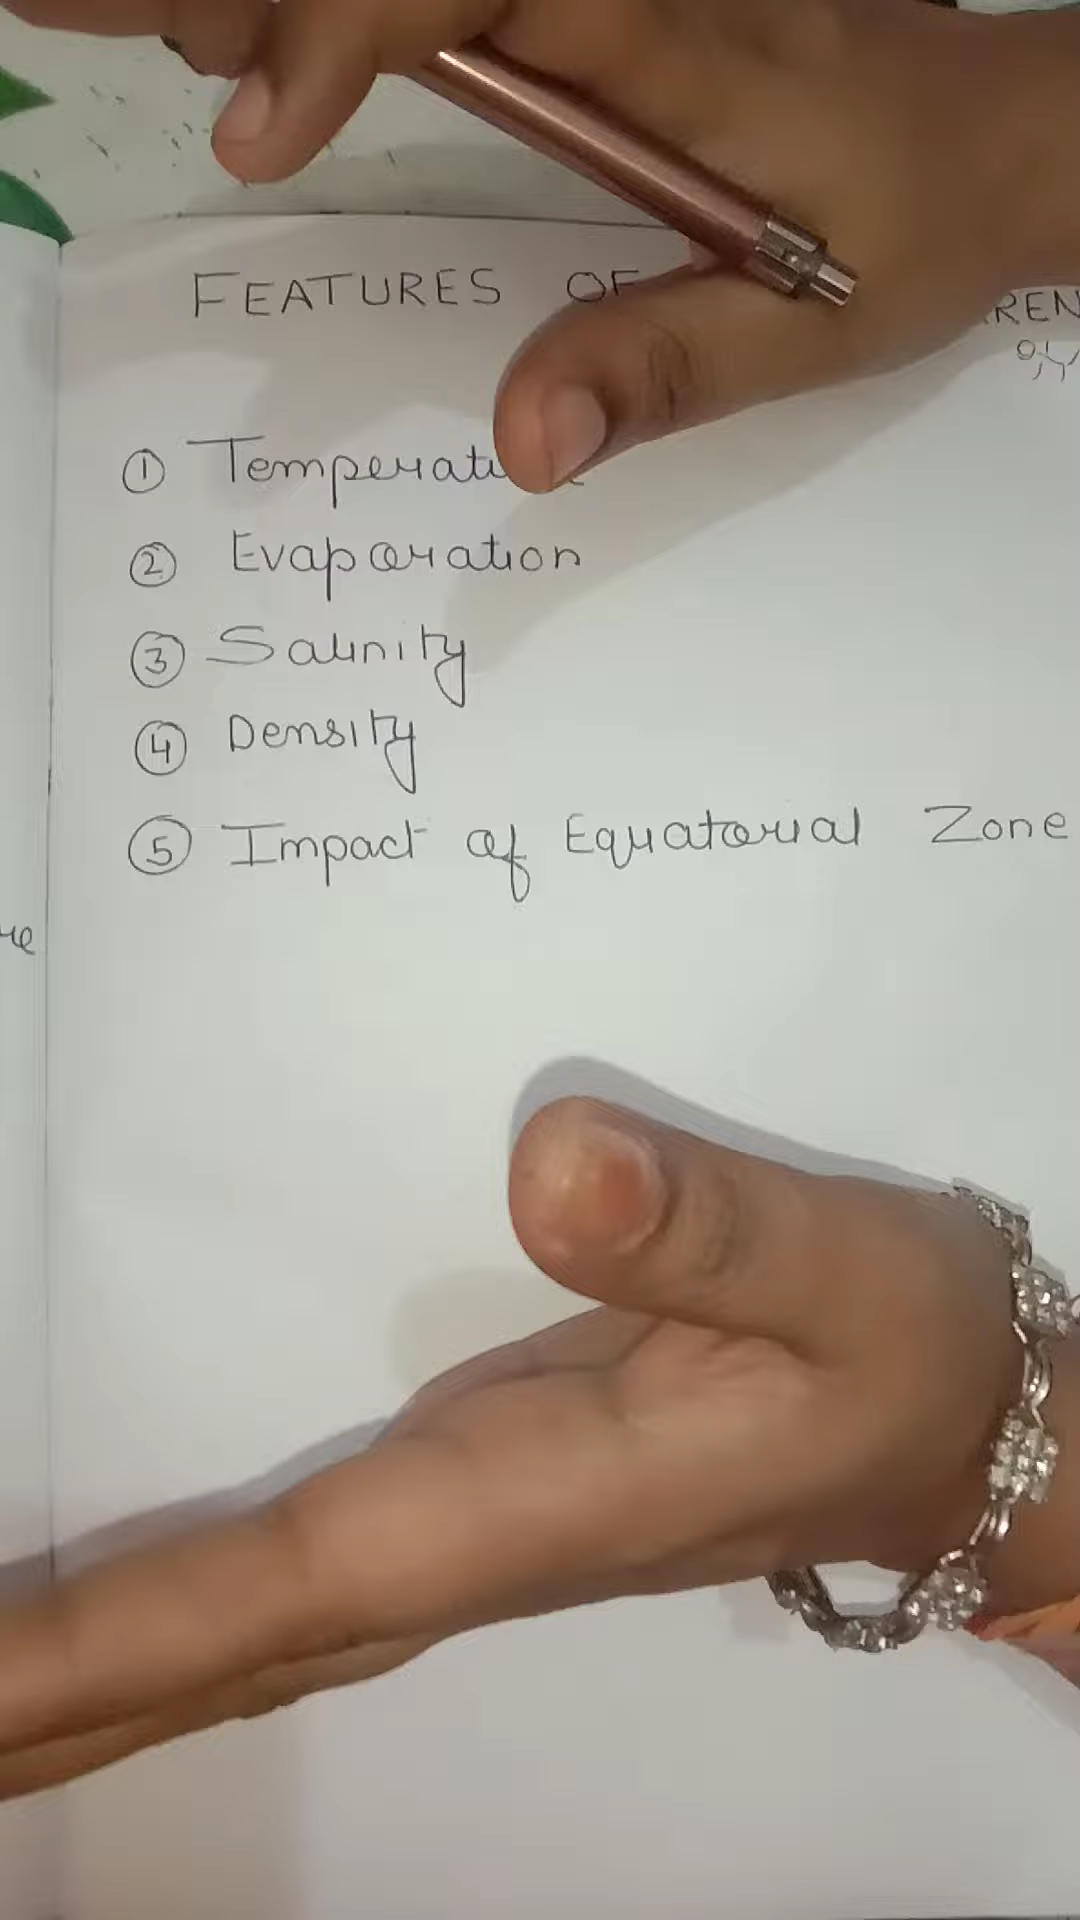 FEATURES OF
① Temperatu
② Evaporation
③ Salinity
④ Density
⑤ Impact of Equatorial Zone